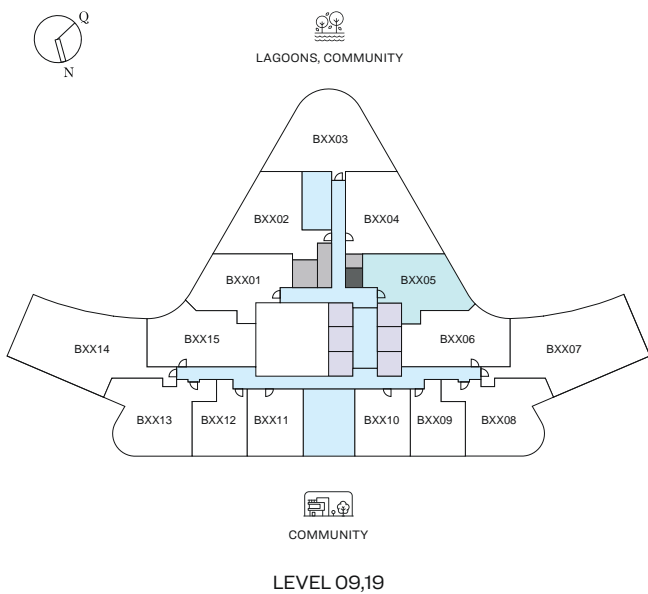 Q
N
LAGOONS, COMMUNITY
BXX03
BXX02
BXX04
BXX01
BXX05
BXX14
BXX15
BXX06
BXX07
BXX13
BXX12
BXX11
BXX10
BXX09
BXX08
COMMUNITY
LEVEL 09,19